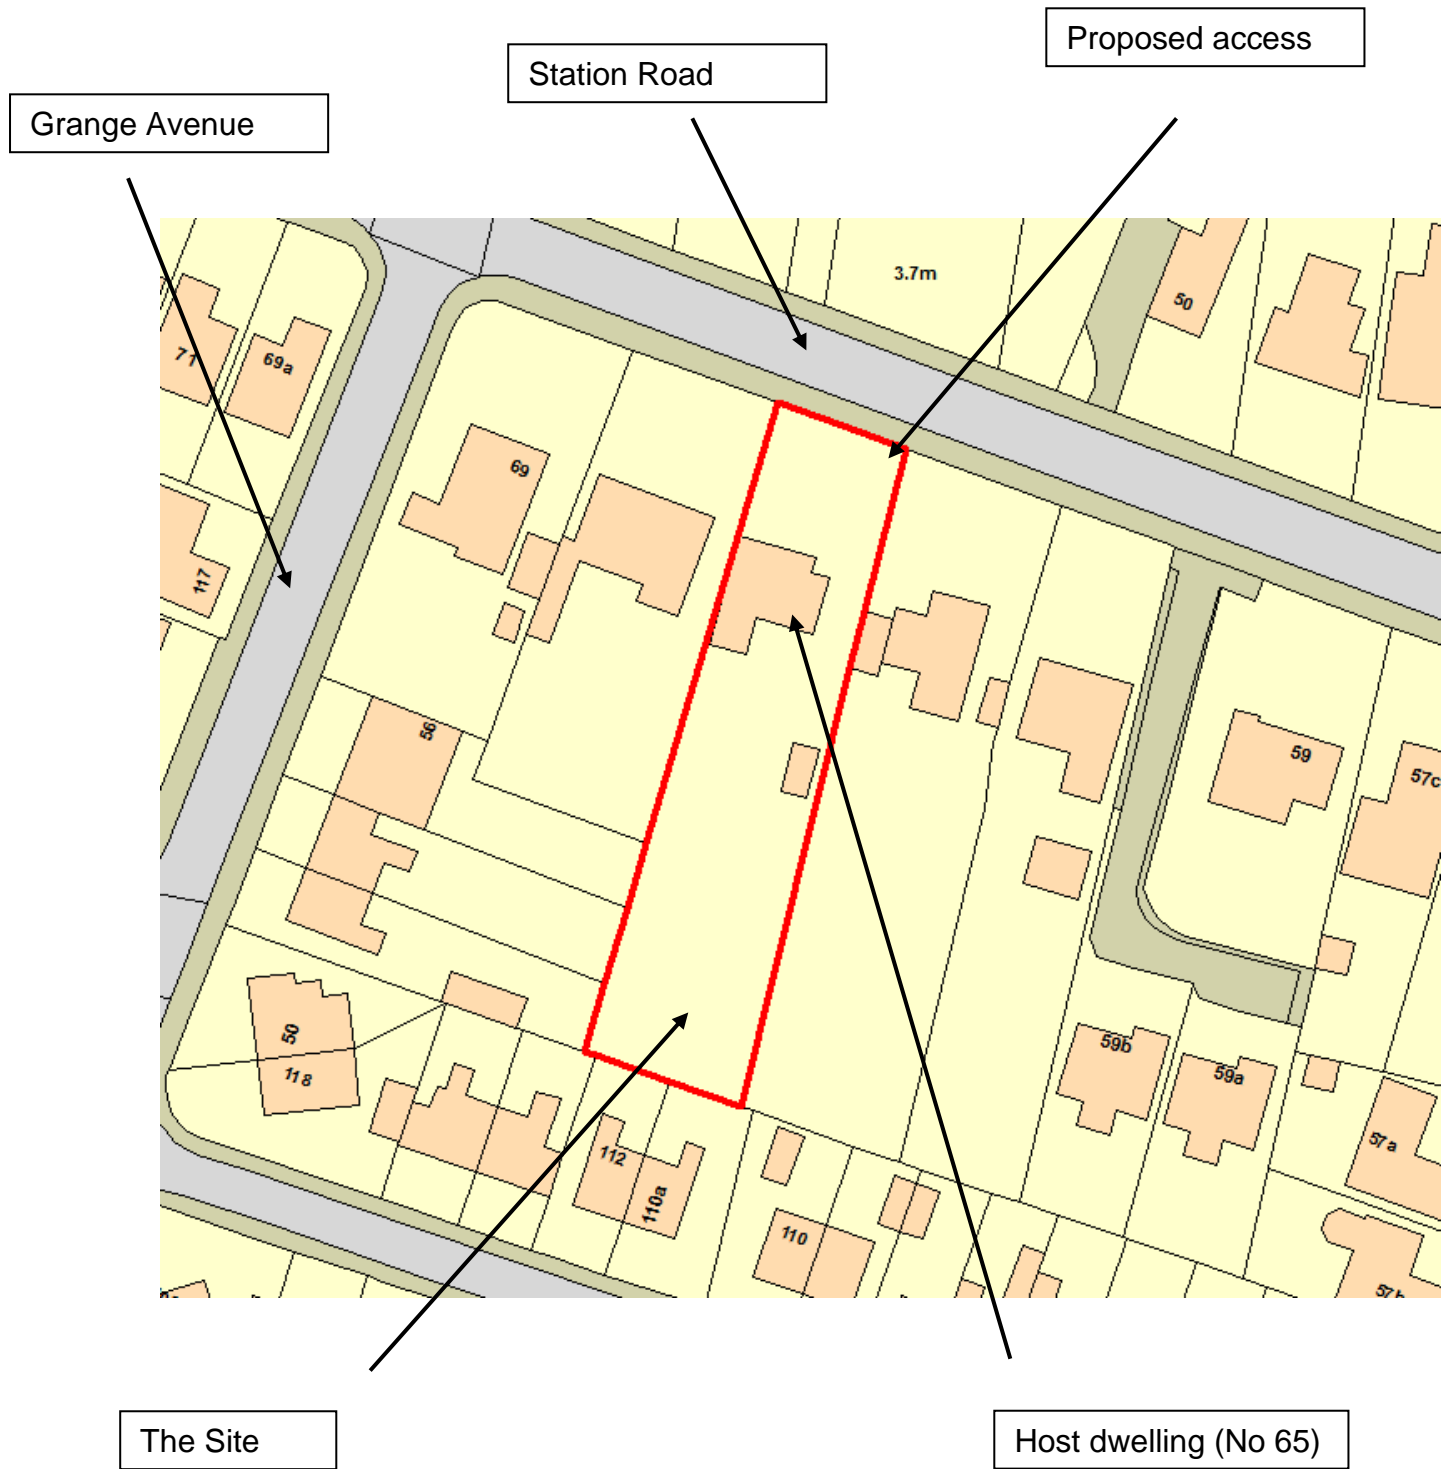 Proposed access
Station Road
Grange Avenue
3.7m
50
71
69a
69
117
56
59
57c
50
118
59b
59a
57a
112
110a
110
57b
The Site
Host dwelling (No 65)